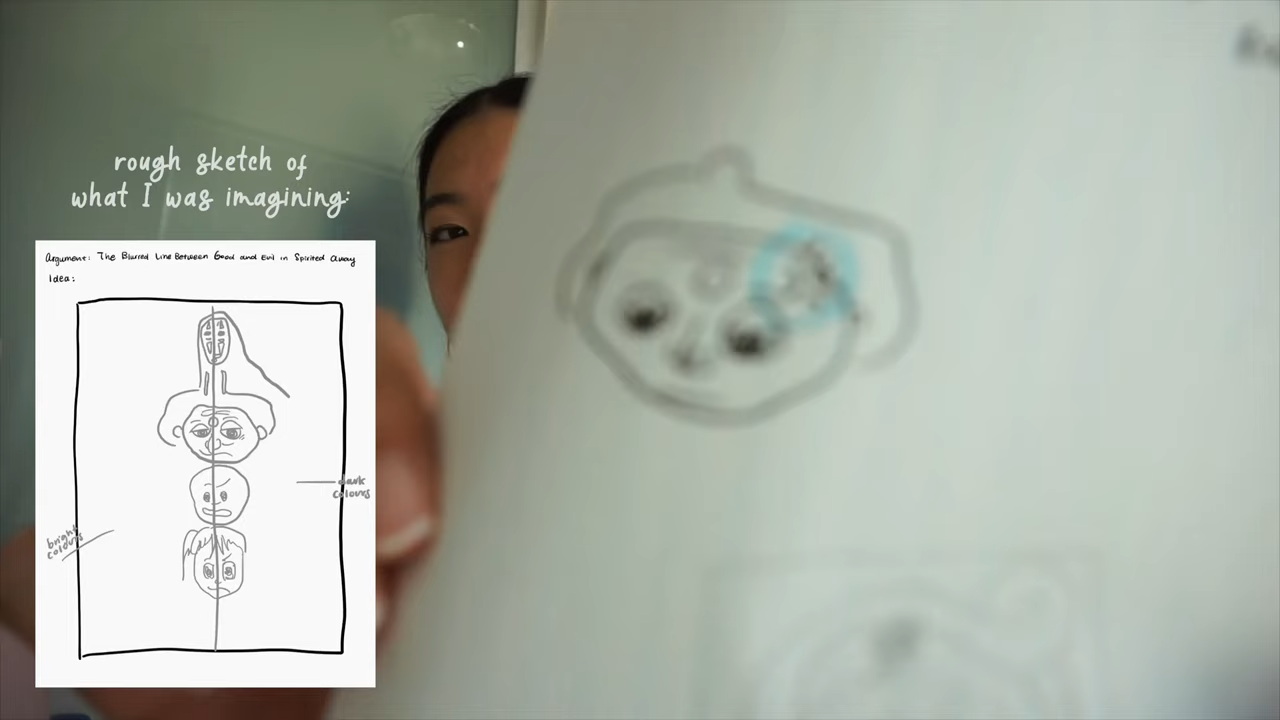 rough sketch of
what I was imagining:
Argument: The Blurred Line Between Good and Evil in Spirited Away
Idea:
dark
colours
bright
colours